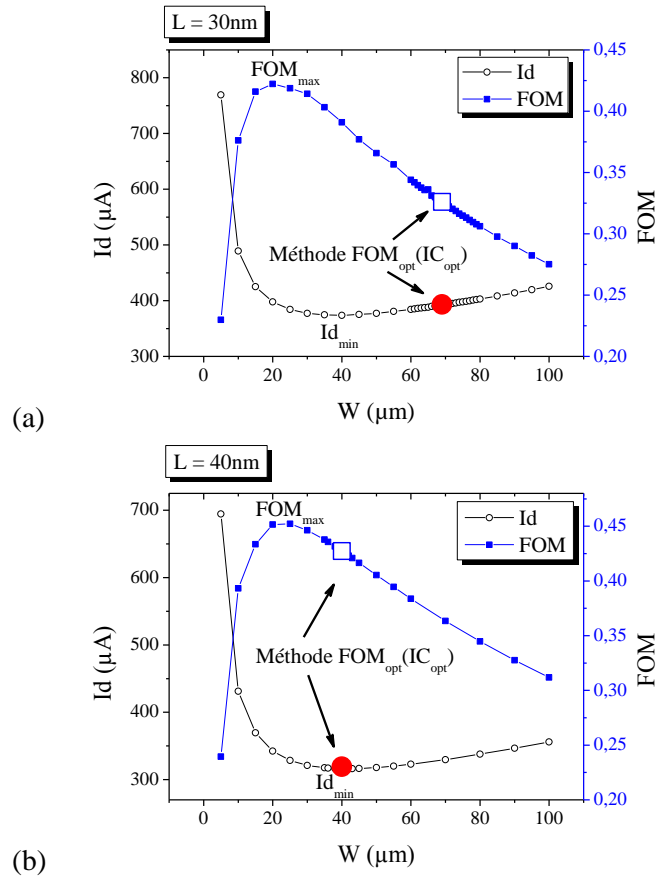 L = 30nm
800
700
600
500
400
300
Id (µA)
FOM_max
Id
FOM
Méthode FOM_opt(IC_opt)
Id_min
0,45
0,40
0,35
0,30
0,25
0,20
FOM
0 20 40 60 80 100
W (µm)
(a)
L = 40nm
700
600
500
400
300
Id (µA)
FOM_max
Id
FOM
Méthode FOM_opt(IC_opt)
Id_min
0,45
0,40
0,35
0,30
0,25
0,20
FOM
0 20 40 60 80 100
W (µm)
(b)